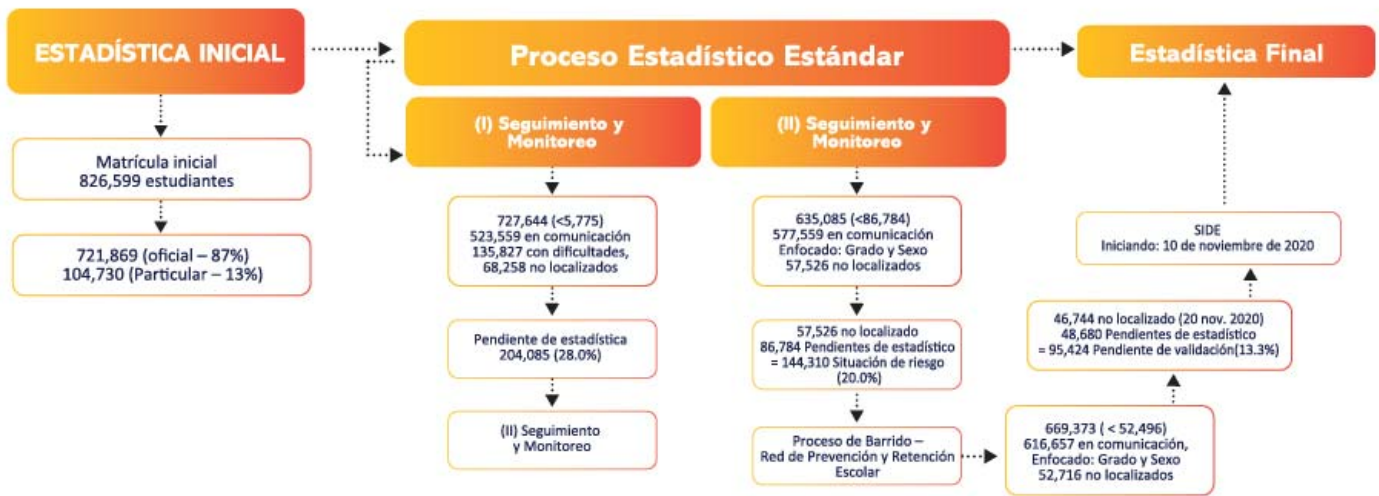 ESTADÍSTICA INICIAL
Matrícula inicial
826,599 estudiantes
721,869 (oficial – 87%)
104,730 (Particular – 13%)
Proceso Estadístico Estándar
(I) Seguimiento y
Monitoreo
727,644 (<5,775)
523,559 en comunicación
135,827 con dificultades,
68,258 no localizados
Pendiente de estadística
204,085 (28.0%)
(II) Seguimiento
y Monitoreo
(II) Seguimiento y
Monitoreo
635,085 (<86,784)
577,559 en comunicación
Enfocado: Grado y Sexo
57,526 no localizados
57,526 no localizado
86,784 Pendientes de estadístico
= 144,310 Situación de riesgo
(20.0%)
Proceso de Barrido –
Red de Prevención y Retención
Escolar
669,373 ( < 52,496)
616,657 en comunicación,
Enfocado: Grado y Sexo
52,716 no localizados
46,744 no localizado (20 nov. 2020)
48,680 Pendientes de estadístico
= 95,424 Pendiente de validación(13.3%)
SIDE
Iniciando: 10 de noviembre de 2020
Estadística Final